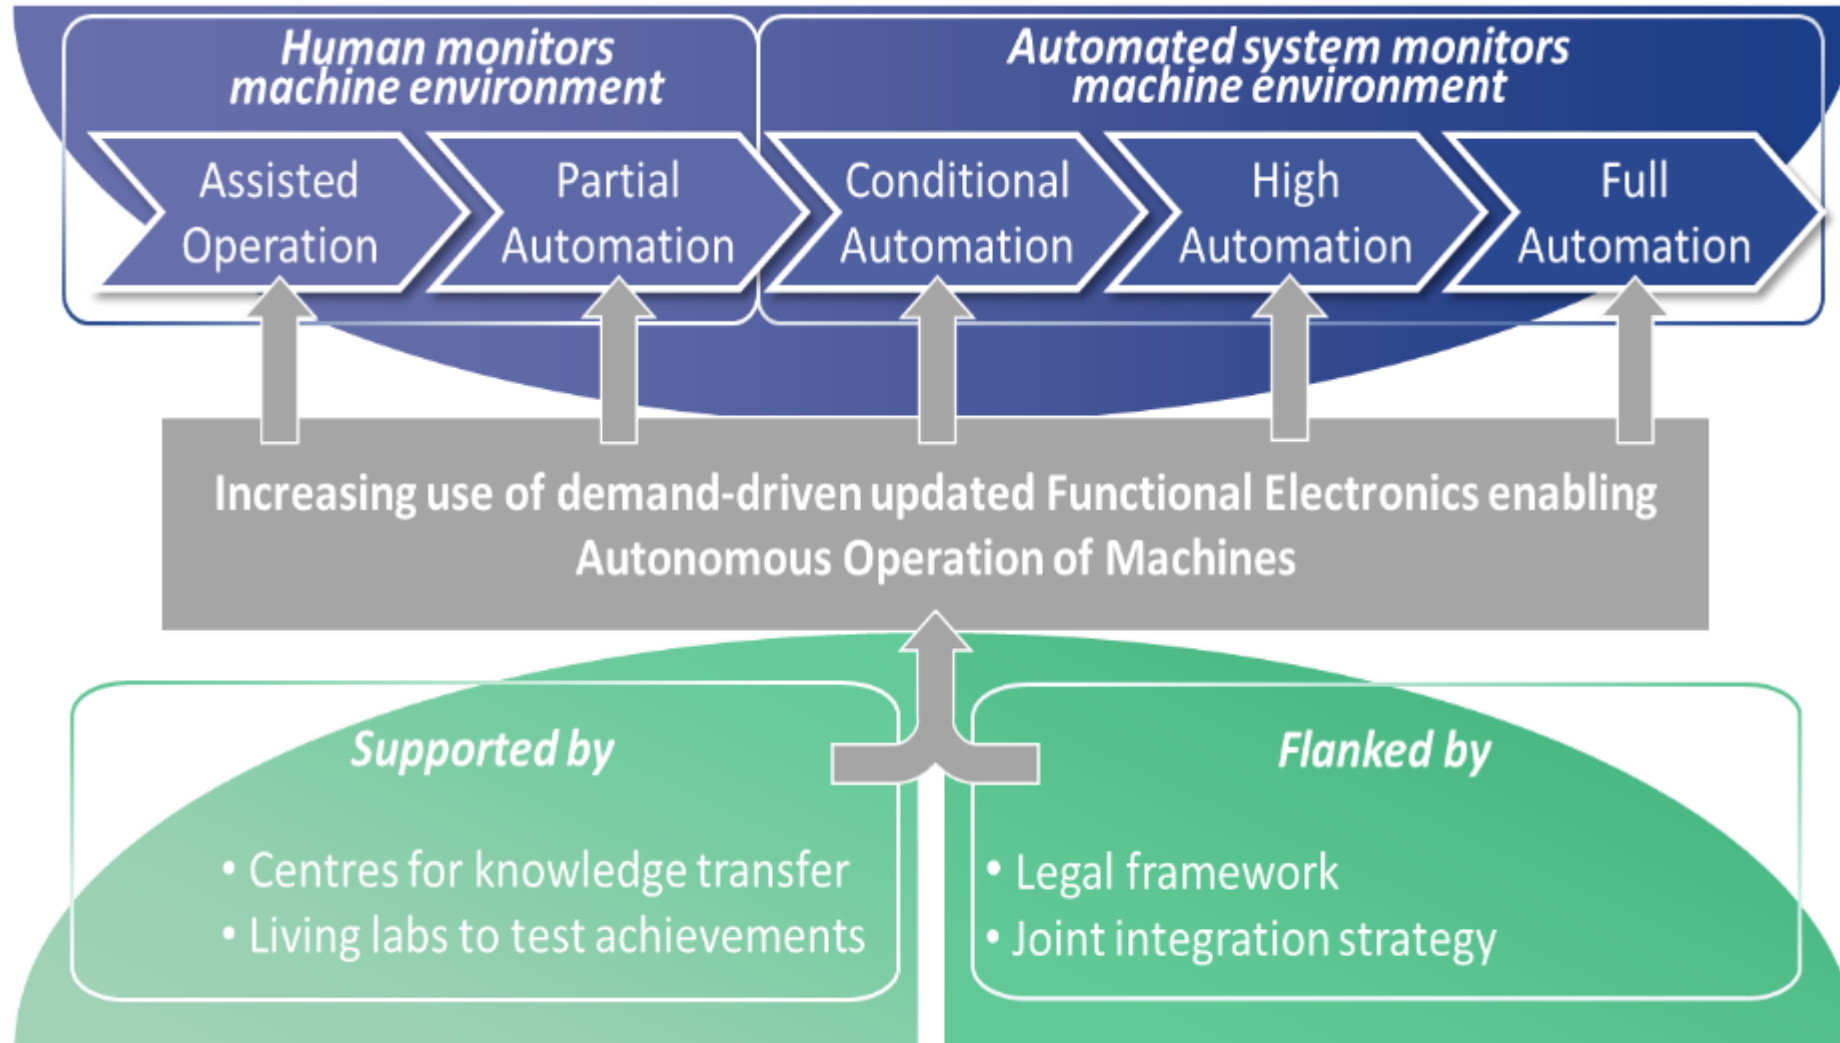 Human monitors
machine environment
Automated system monitors
machine environment
Assisted
Operation
Partial
Automation
Conditional
Automation
High
Automation
Full
Automation
Increasing use of demand-driven updated Functional Electronics enabling
Autonomous Operation of Machines
Supported by
• Centres for knowledge transfer
• Living labs to test achievements
Flanked by
• Legal framework
• Joint integration strategy